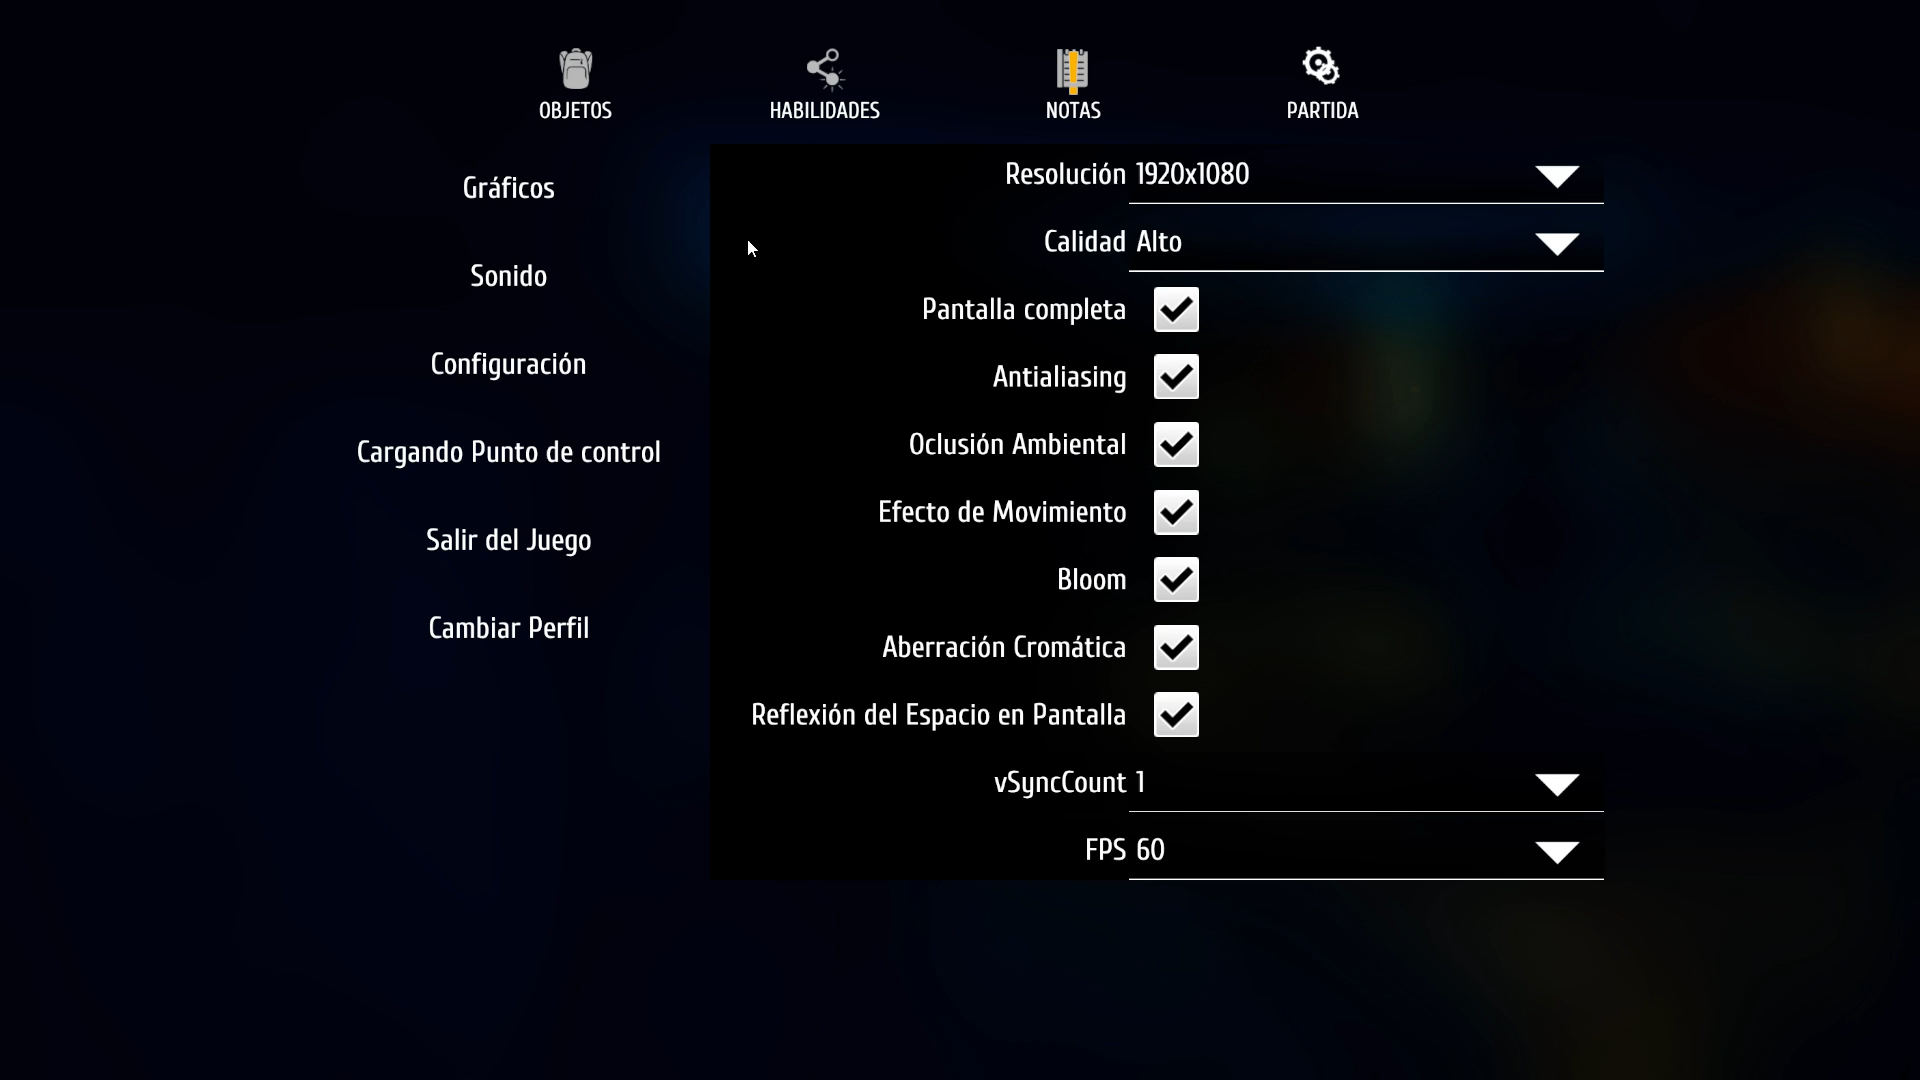 OBJETOS HABILIDADES NOTAS PARTIDA
Gráficos
Sonido
Configuración
Cargando Punto de control
Salir del Juego
Cambiar Perfil
Resolución 1920x1080
Calidad Alto
Pantalla completa
Antialiasing
Oclusión Ambiental
Efecto de Movimiento
Bloom
Aberración Cromática
Reflexión del Espacio en Pantalla
vSyncCount 1
FPS 60